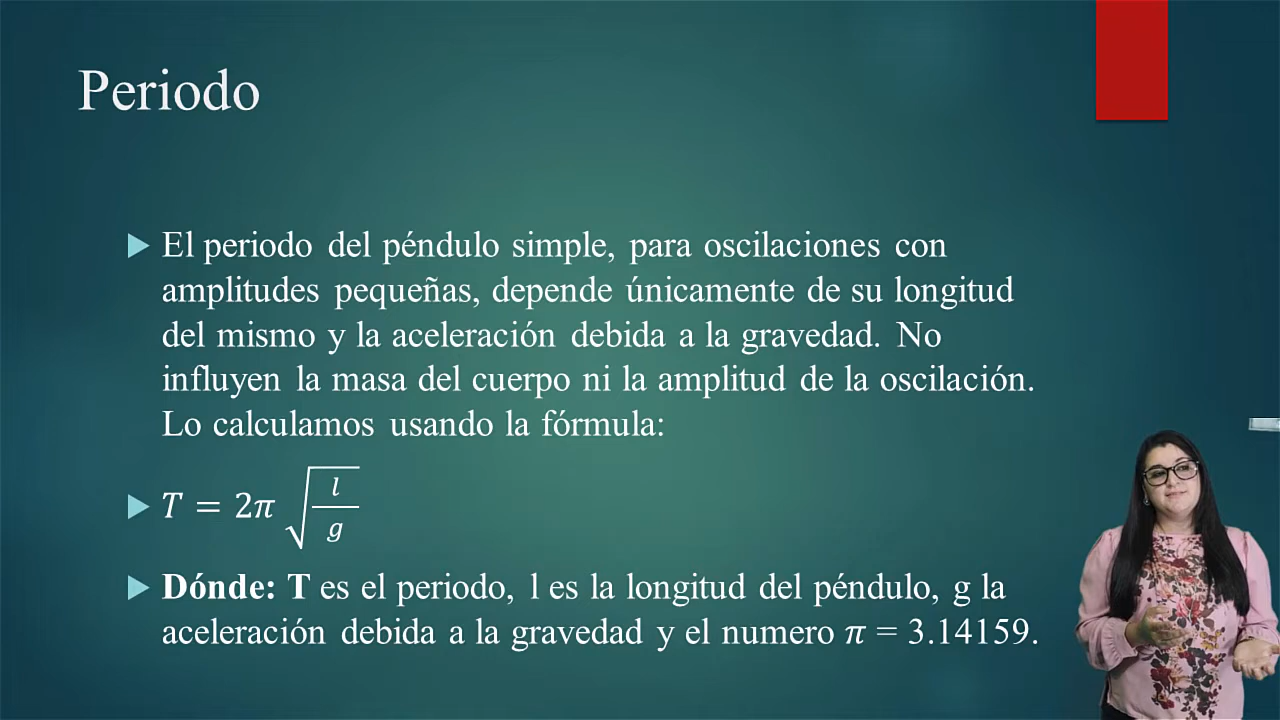 Periodo
El periodo del péndulo simple, para oscilaciones con
amplitudes pequeñas, depende únicamente de su longitud
del mismo y la aceleración debida a la gravedad. No
influyen la masa del cuerpo ni la amplitud de la oscilación.
Lo calculamos usando la fórmula:
T = 2π √(l/g)
Dónde: T es el periodo, l es la longitud del péndulo, g la
aceleración debida a la gravedad y el numero π = 3.14159.